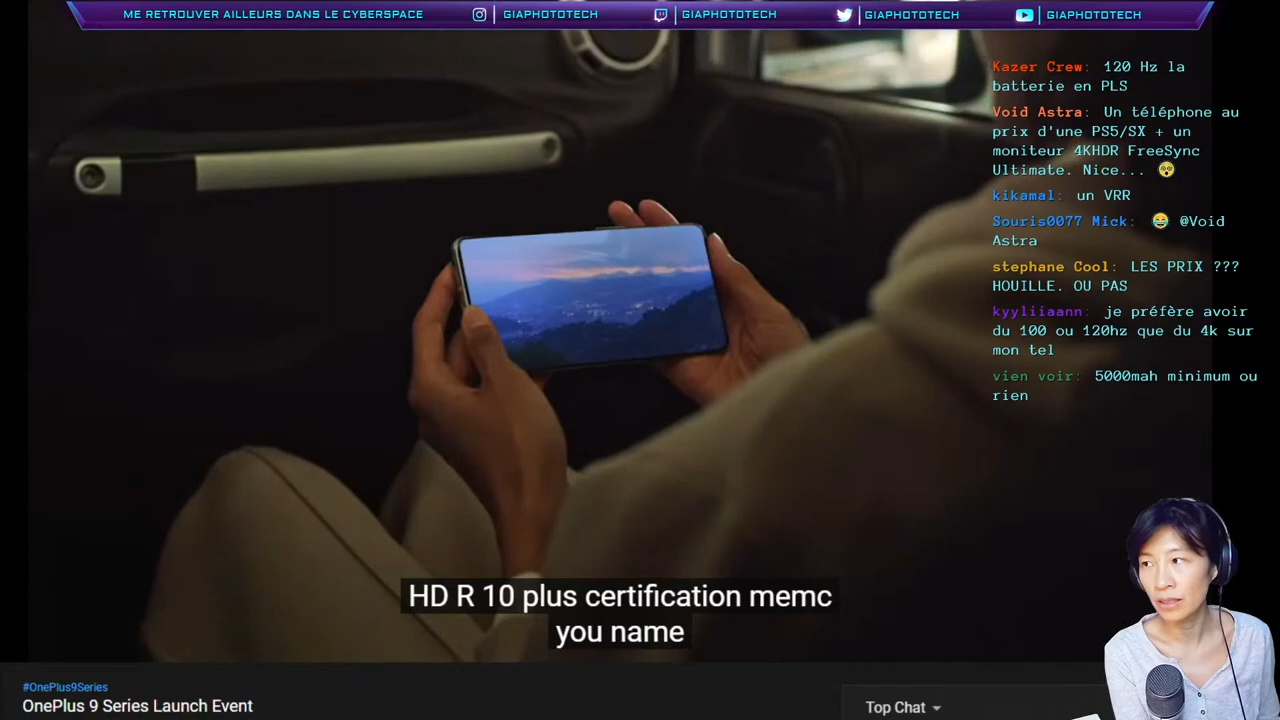 ME RETROUVER AILLEURS DANS LE CYBERSPACE GIAPHOTOTECH GIAPHOTOTECH GIAPHOTOTECH GIAPHOTOTECH
Kazer Crew: 120 Hz la
batterie en PLS
Void Astra: Un téléphone au
prix d'une PS5/SX + un
moniteur 4KHDR FreeSync
Ultimate. Nice... 😲
kikamal: un VRR
Souris0077 Mick: 😂 @Void
Astra
stephane Cool: LES PRIX ???
HOUILLE. OU PAS
kyyliiaann: je préfère avoir
du 100 ou 120hz que du 4k sur
mon tel
vien voir: 5000mah minimum ou
rien
HD R 10 plus certification memc
you name
#OnePlus9Series
OnePlus 9 Series Launch Event
Top Chat